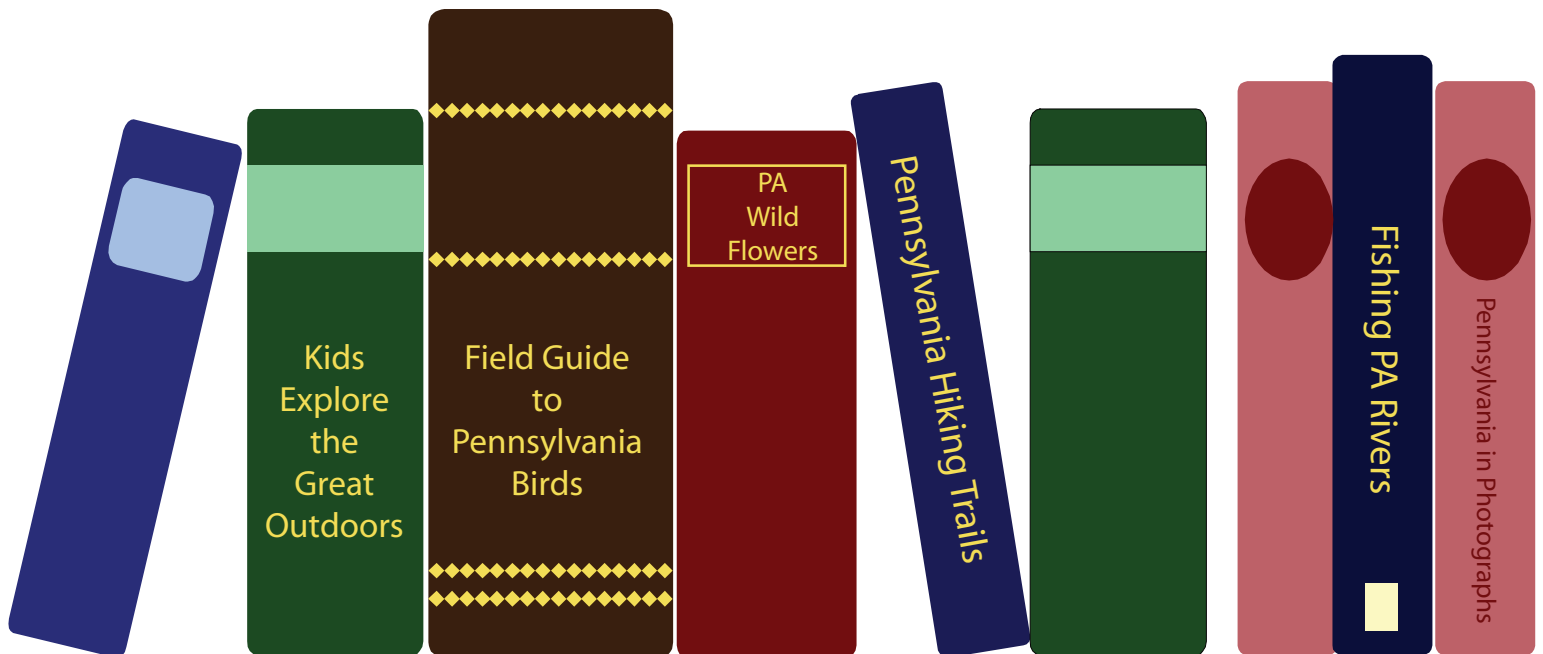 Kids
Explore
the
Great
Outdoors
Field Guide
to
Pennsylvania
Birds
PA
Wild
Flowers
Pennsylvania Hiking Trails
Fishing PA Rivers
Pennsylvania in Photographs